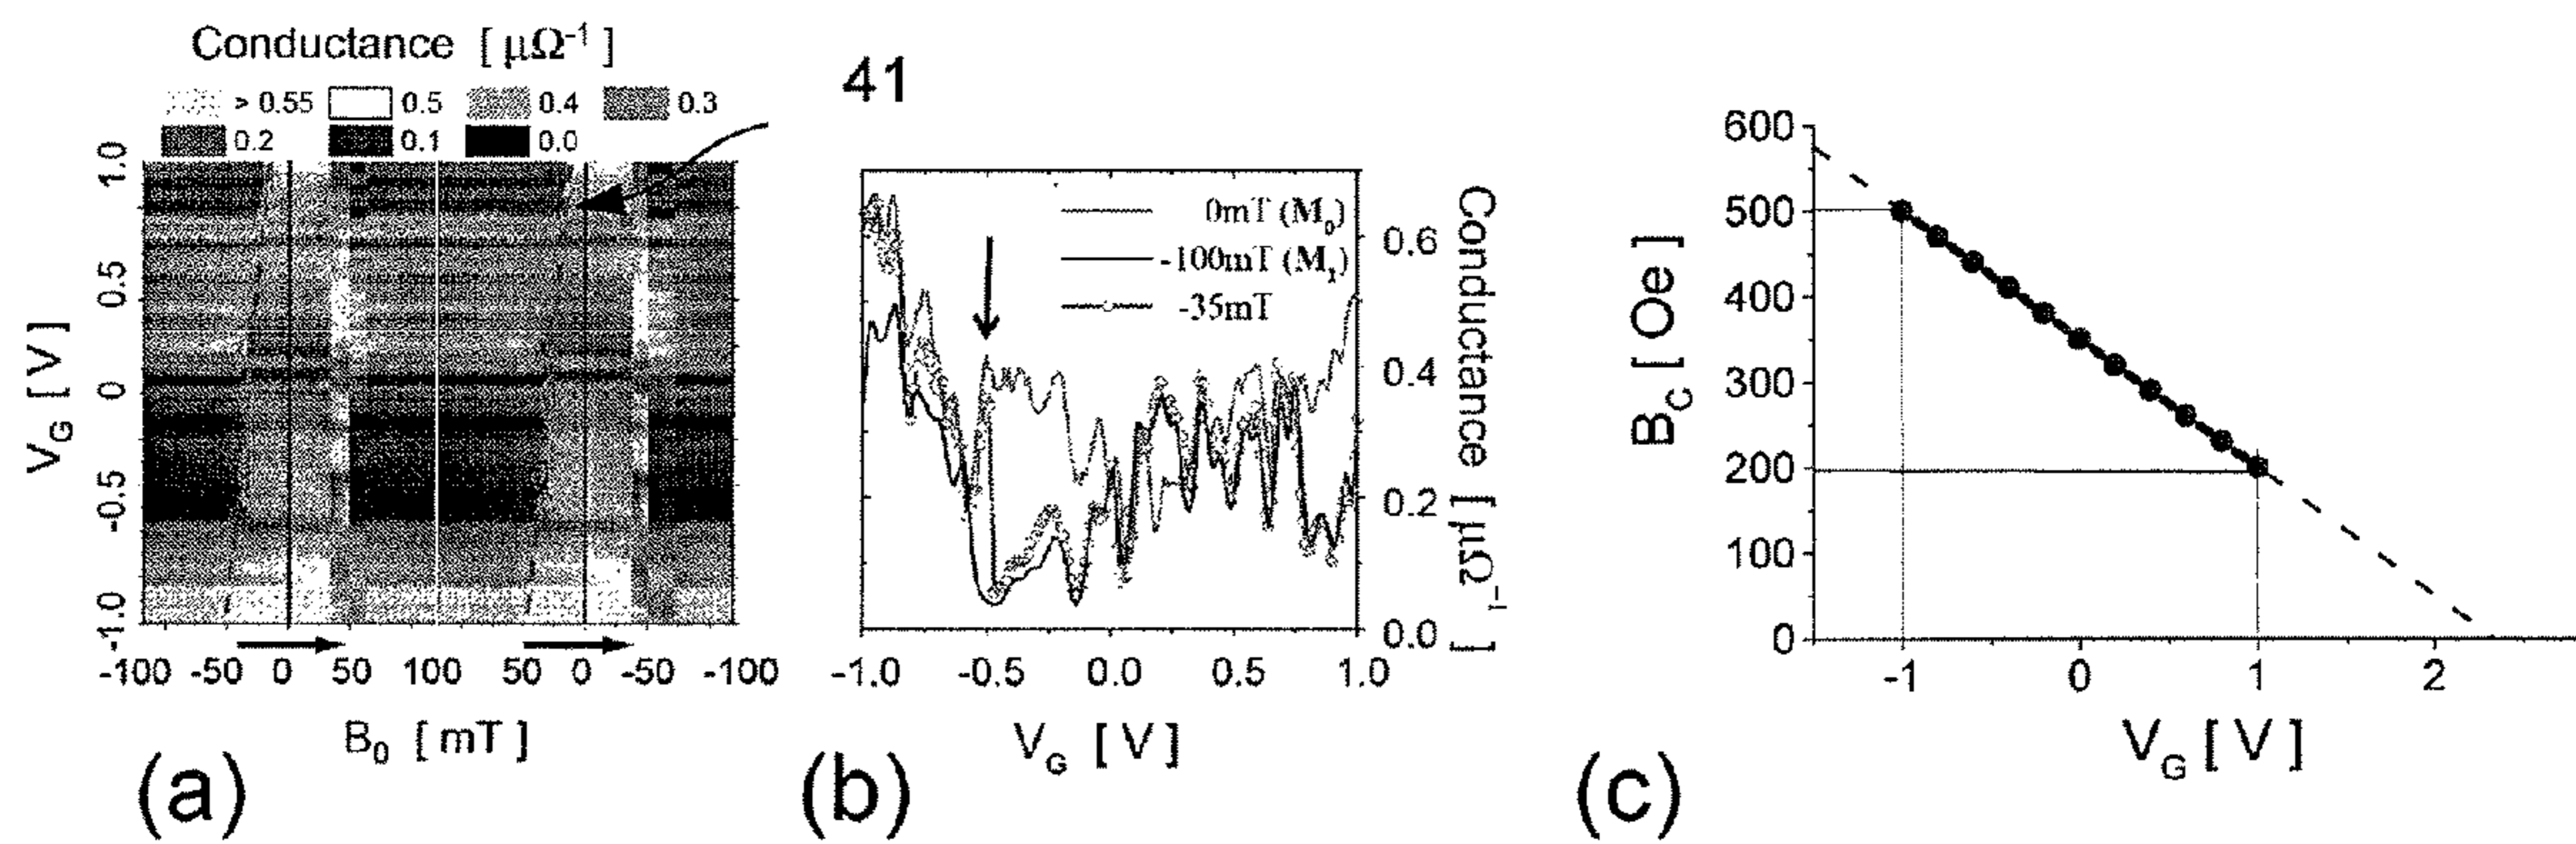 Conductance [ μΩ⁻¹ ]
> 0.55 0.5 0.4 0.3
0.2 0.1 0.0
1.0
0.5
0
-0.5
-1.0
V_G [ V ]
-100 -50 0 50 100 50 0 -50 -100
B₀ [ mT ]
(a)
41
0mT (M₀)
-100mT (M₁)
-35mT
0.6
0.4
0.2
0.0
Conductance [ μΩ⁻¹ ]
-1.0 -0.5 0.0 0.5 1.0
V_G [ V ]
(b)
600
500
400
300
200
100
0
B_C [ Oe ]
-1 0 1 2
V_G [ V ]
(c)